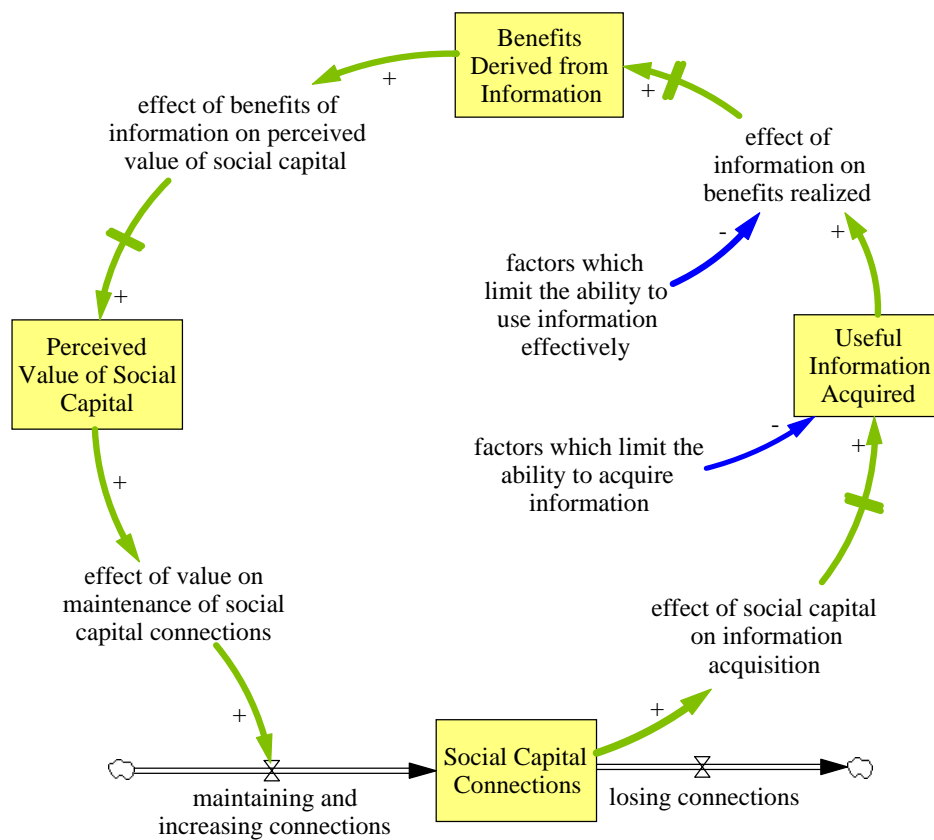 Benefits
Derived from
Information
+
+
effect of benefits of
information on perceived
value of social capital
effect of
information on
benefits realized
-
+
factors which
limit the ability to
use information
effectively
+
Perceived
Value of Social
Capital
Useful
Information
Acquired
-
+
factors which limit the
ability to acquire
information
+
effect of value on
maintenance of social
capital connections
effect of social capital
on information
acquisition
+
+
Social Capital
Connections
maintaining and
increasing connections
losing connections